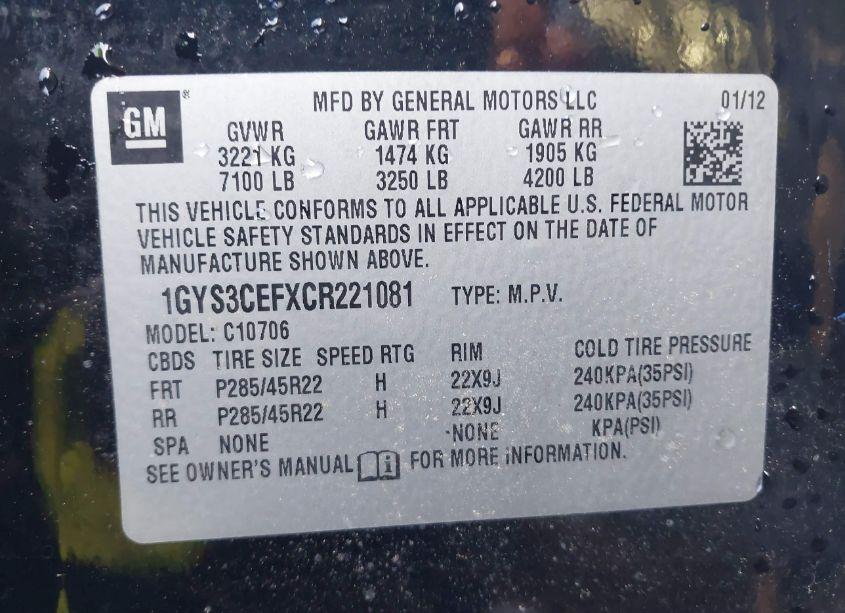 GM ® MFD BY GENERAL MOTORS LLC 01/12
GVWR GAWR FRT GAWR RR
3221 KG 1474 KG 1905 KG
7100 LB 3250 LB 4200 LB
THIS VEHICLE CONFORMS TO ALL APPLICABLE U.S. FEDERAL MOTOR
VEHICLE SAFETY STANDARDS IN EFFECT ON THE DATE OF
MANUFACTURE SHOWN ABOVE.
1GYS3CEFXCR221081 TYPE: M.P.V.
MODEL: C10706
CBDS TIRE SIZE SPEED RTG RIM COLD TIRE PRESSURE
FRT P285/45R22 H 22X9J 240KPA(35PSI)
RR P285/45R22 H 22X9J 240KPA(35PSI)
SPA NONE NONE KPA(PSI)
SEE OWNER'S MANUAL i FOR MORE INFORMATION.